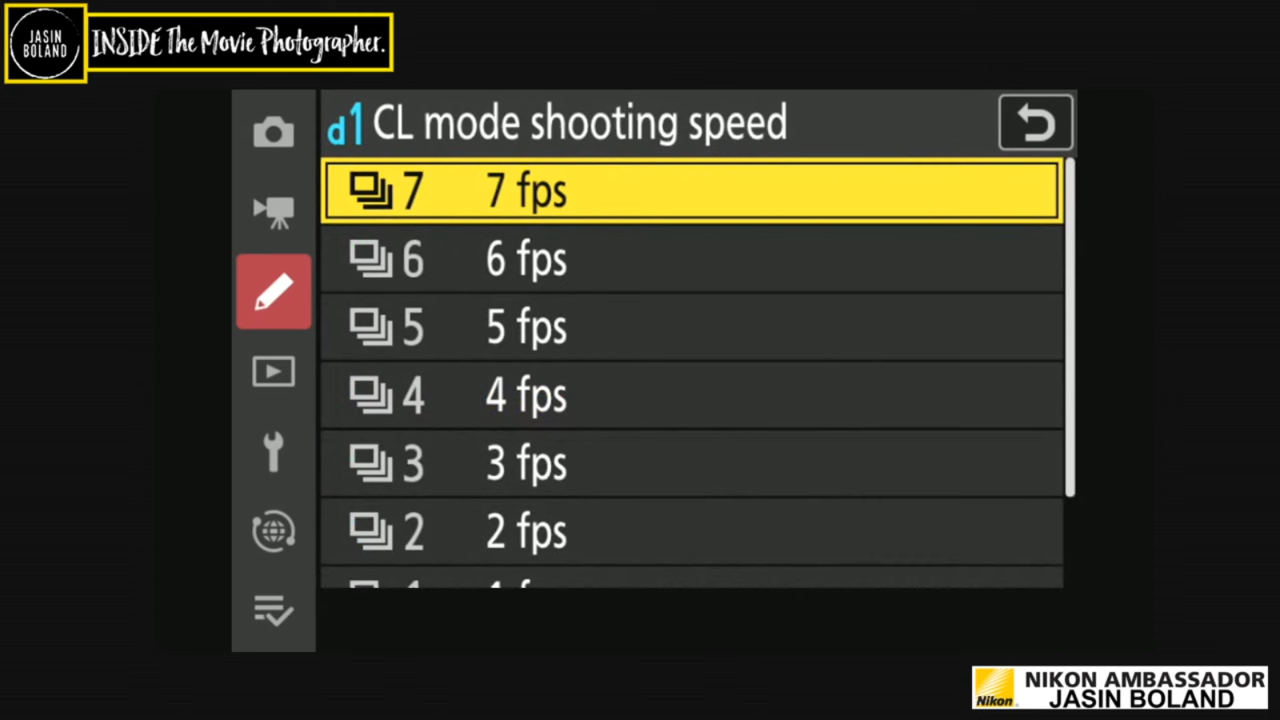 JASIN
BOLAND
INSIDE The Movie Photographer.
d1 CL mode shooting speed
7 7 fps
6 6 fps
5 5 fps
4 4 fps
3 3 fps
2 2 fps
Nikon
NIKON AMBASSADOR
JASIN BOLAND